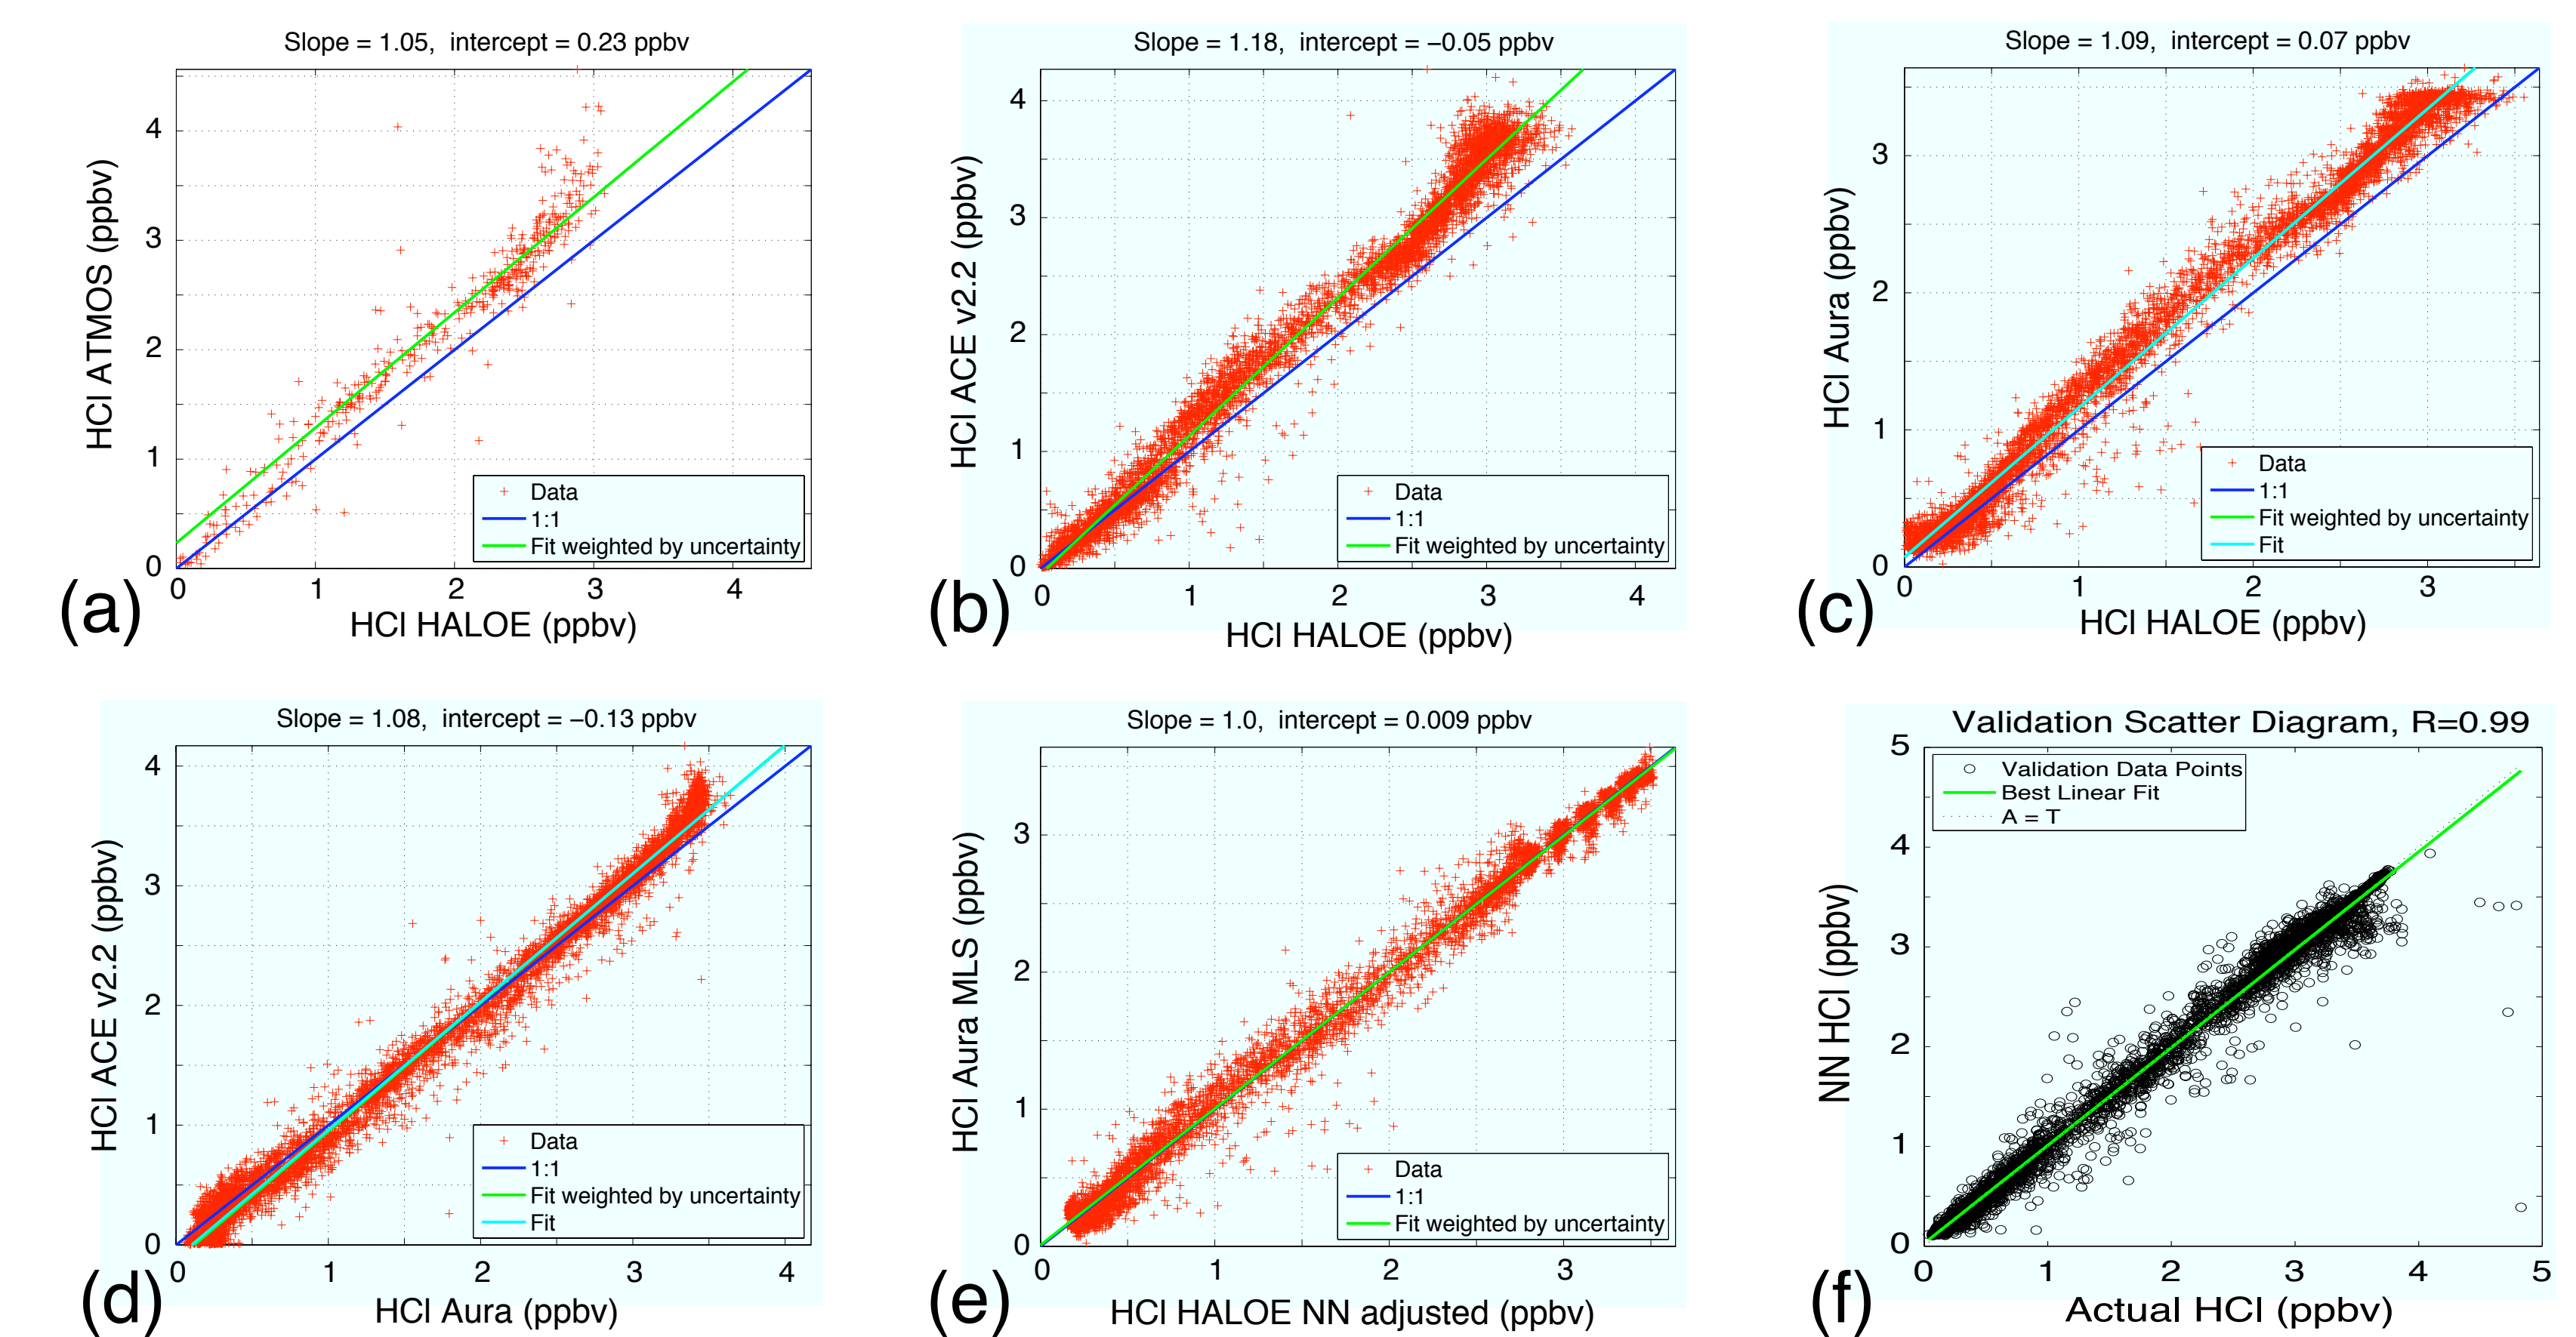 Slope = 1.05, intercept = 0.23 ppbv
HCl ATMOS (ppbv)
4
3
2
1
0
0 1 2 3 4
Data
1:1
Fit weighted by uncertainty
HCl HALOE (ppbv)
(a)
Slope = 1.18, intercept = −0.05 ppbv
HCl ACE v2.2 (ppbv)
4
3
2
1
0
0 1 2 3 4
Data
1:1
Fit weighted by uncertainty
HCl HALOE (ppbv)
(b)
Slope = 1.09, intercept = 0.07 ppbv
HCl Aura (ppbv)
3
2
1
0
0 1 2 3
Data
1:1
Fit weighted by uncertainty
Fit
HCl HALOE (ppbv)
(c)
Slope = 1.08, intercept = −0.13 ppbv
HCl ACE v2.2 (ppbv)
4
3
2
1
0
0 1 2 3 4
Data
1:1
Fit weighted by uncertainty
Fit
HCl Aura (ppbv)
(d)
Slope = 1.0, intercept = 0.009 ppbv
HCl Aura MLS (ppbv)
3
2
1
0
0 1 2 3
Data
1:1
Fit weighted by uncertainty
HCl HALOE NN adjusted (ppbv)
(e)
Validation Scatter Diagram, R=0.99
NN HCl (ppbv)
5
4
3
2
1
0
0 1 2 3 4 5
Validation Data Points
Best Linear Fit
A = T
Actual HCl (ppbv)
(f)